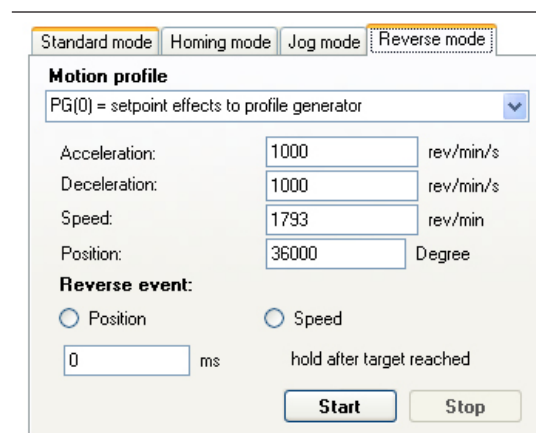 Standard mode Homing mode Jog mode Reverse mode
Motion profile
PG(0) = setpoint effects to profile generator
Acceleration: 1000 rev/min/s
Deceleration: 1000 rev/min/s
Speed: 1793 rev/min
Position: 36000 Degree
Reverse event:
Position Speed
0 ms hold after target reached
Start Stop